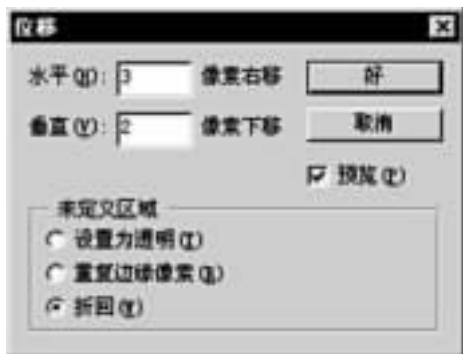 位移
水平(H): 3 像素右移 好
垂直(V): 2 像素下移 取消
预览(P)
未定义区域
设置为透明(T)
重复边缘像素(R)
折回(W)